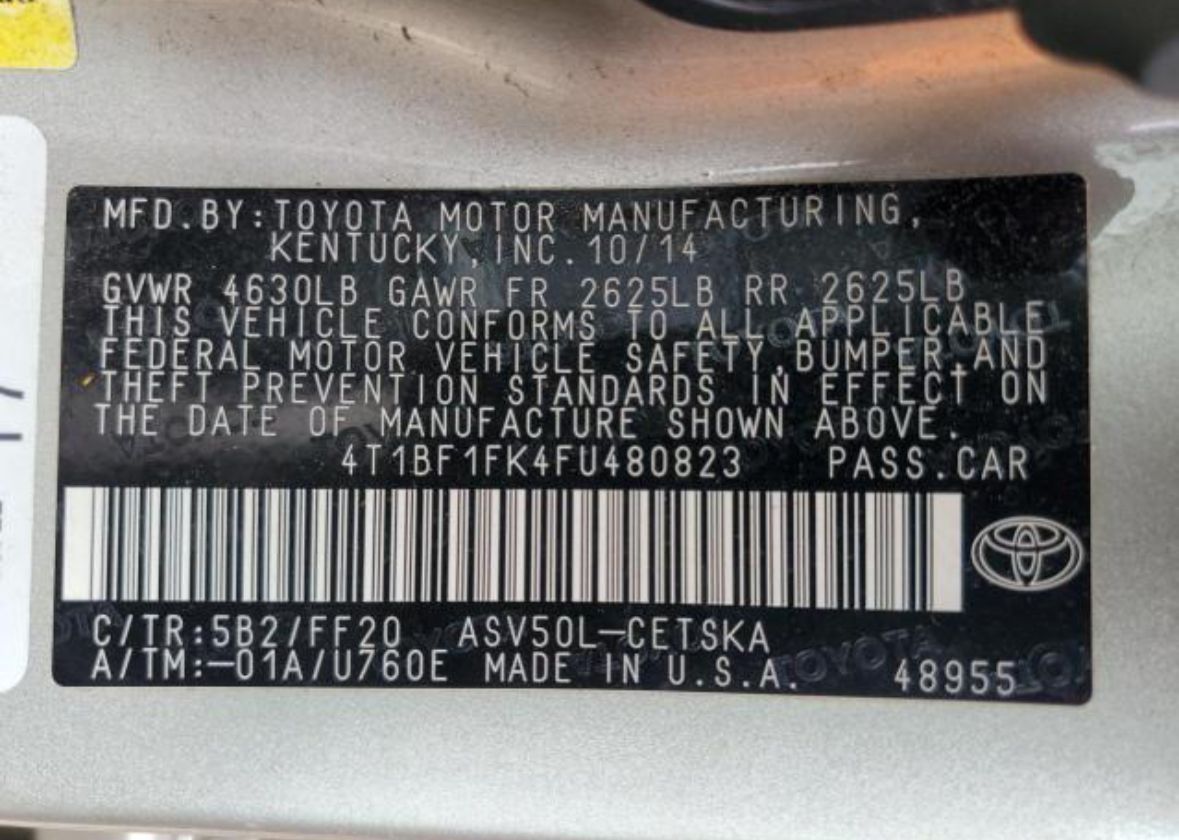 MFD.BY:TOYOTA MOTOR MANUFACTURING,
KENTUCKY,INC.10/14
GVWR 4630LB GAWR FR 2625LB RR 2625LB
THIS VEHICLE CONFORMS TO ALL APPLICABLE
FEDERAL MOTOR VEHICLE SAFETY,BUMPER,AND
THEFT PREVENTION STANDARDS IN EFFECT ON
THE DATE OF MANUFACTURE SHOWN ABOVE.
4T1BF1FK4FU480823 PASS.CAR
C/TR:5B2/FF20 ASV50L-CETSKA
A/TM:-01A/U760E MADE IN U.S.A. 48955